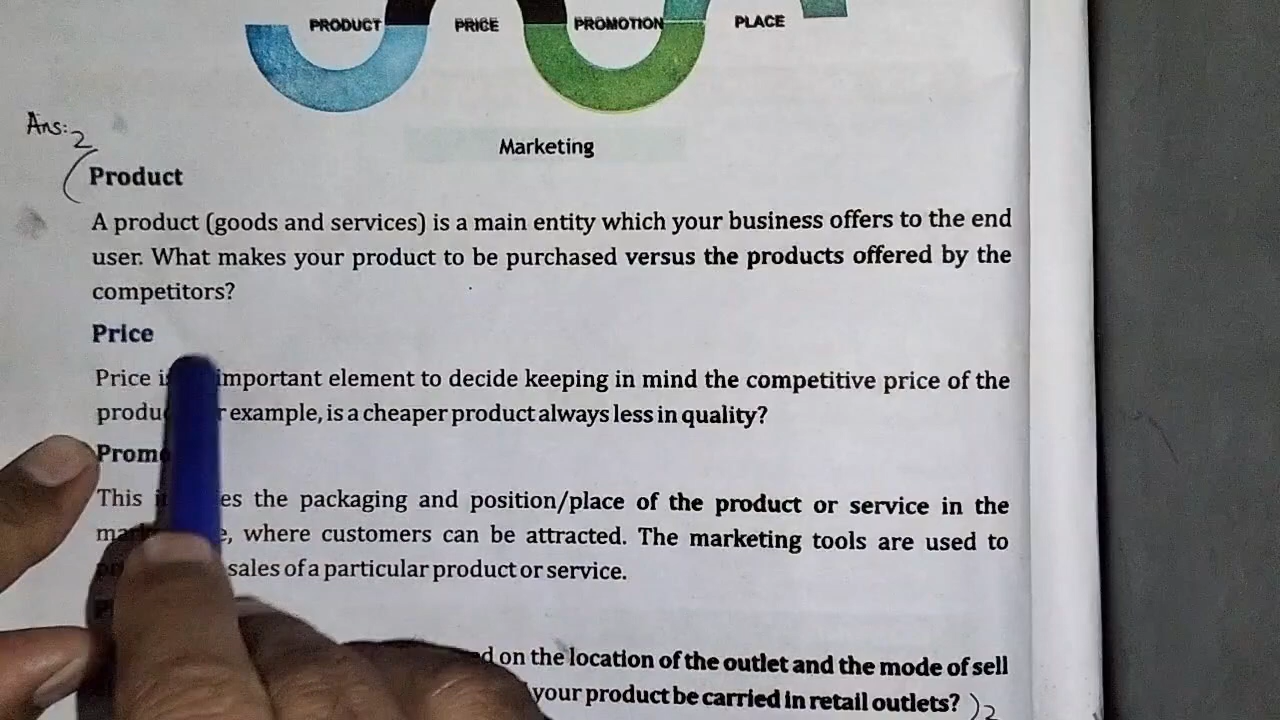 PRODUCT PRICE PROMOTION PLACE
Marketing
Ans:2
Product
A product (goods and services) is a main entity which your business offers to the end
user. What makes your product to be purchased versus the products offered by the
competitors?
Price
Price important element to decide keeping in mind the competitive price of the
example, is a cheaper product always less in quality?
This the packaging and position/place of the product or service in the
where customers can be attracted. The marketing tools are used to
sales of a particular product or service.
on the location of the outlet and the mode of sell
your product be carried in retail outlets? )2